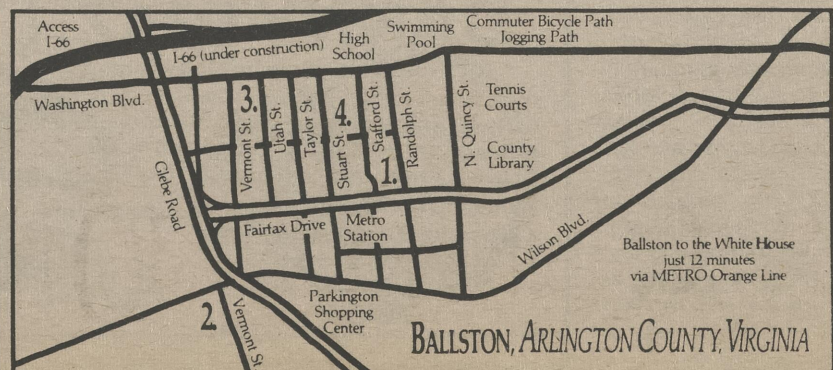 Access
I-66
I-66 (under construction)
High
School
Swimming
Pool
Commuter Bicycle Path
Jogging Path
Washington Blvd.
3.
4.
1.
2.
Vermont St.
Utah St.
Taylor St.
Stuart St.
Stafford St.
Randolph St.
N. Quincy St.
Tennis
Courts
County
Library
Glebe Road
Fairfax Drive
Metro
Station
Wilson Blvd.
Parkington
Shopping
Center
Vermont St
Ballston to the White House
just 12 minutes
via METRO Orange Line
BALLSTON, ARLINGTON COUNTY, VIRGINIA